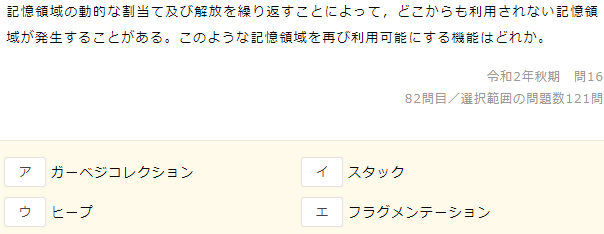 記憶領域の動的な割当て及び解放を繰り返すことによって，どこからも利用されない記憶領
域が発生することがある。このような記憶領域を再び利用可能にする機能はどれか。
令和2年秋期　問16
82問目／選択範囲の問題数121問
ア ガーベジコレクション
イ スタック
ウ ヒープ
エ フラグメンテーション